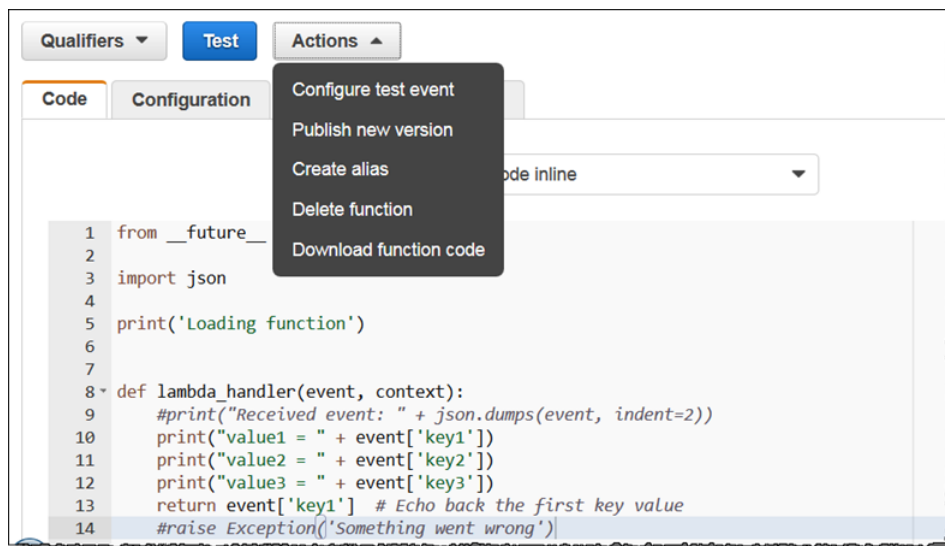 Qualifiers Test Actions
Configure test event
Publish new version
Create alias
Delete function
Download function code
Code Configuration
ode inline
1 from __future__
2
3 import json
4
5 print('Loading function')
6
7
8 def lambda_handler(event, context):
9     #print("Received event: " + json.dumps(event, indent=2))
10     print("value1 = " + event['key1'])
11     print("value2 = " + event['key2'])
12     print("value3 = " + event['key3'])
13     return event['key1']  # Echo back the first key value
14     #raise Exception('Something went wrong')